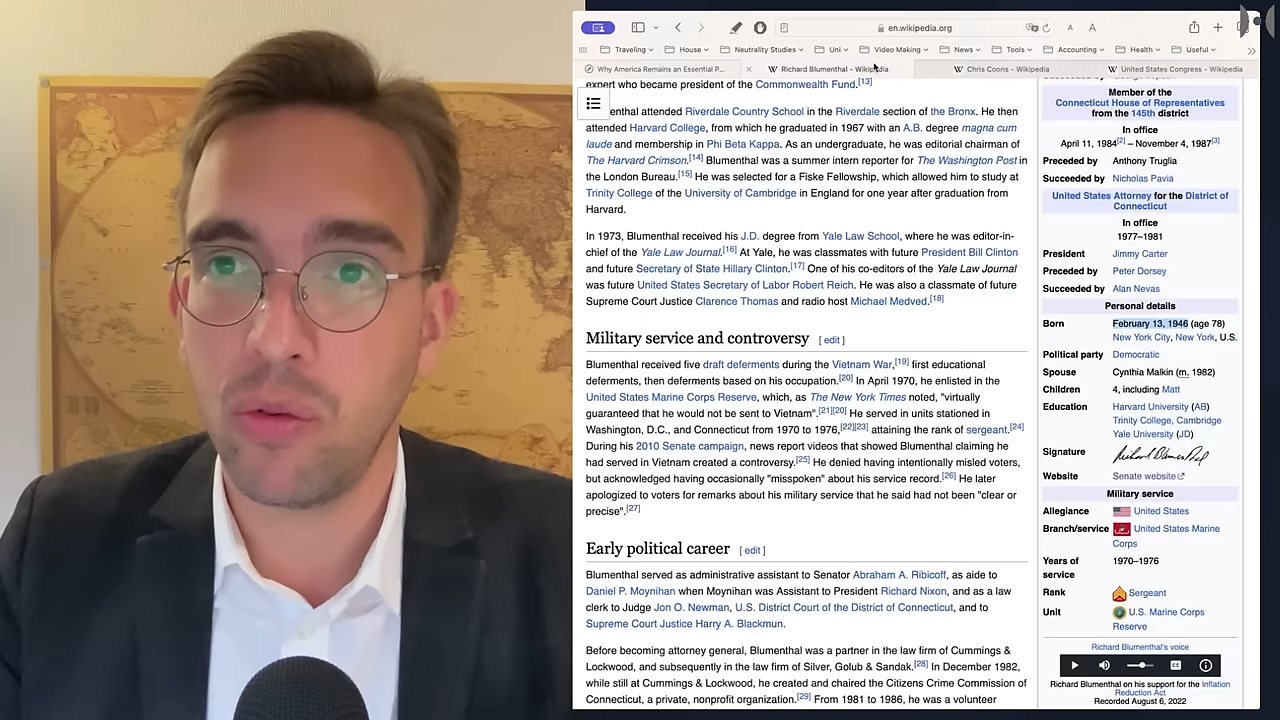 en.wikipedia.org
A
A
Traveling
House
Neutrality Studies
Uni
Video Making
News
Tools
Accounting
Health
Useful
Why America Remains an Essential P...
Richard Blumenthal - Wikipedia
Chris Coons - Wikipedia
United States Congress - Wikipedia
expert who became president of the Commonwealth Fund.[13]
enthal attended Riverdale Country School in the Riverdale section of the Bronx. He then
attended Harvard College, from which he graduated in 1967 with an A.B. degree magna cum
laude and membership in Phi Beta Kappa. As an undergraduate, he was editorial chairman of
The Harvard Crimson.[14] Blumenthal was a summer intern reporter for The Washington Post in
the London Bureau.[15] He was selected for a Fiske Fellowship, which allowed him to study at
Trinity College of the University of Cambridge in England for one year after graduation from
Harvard.
In 1973, Blumenthal received his J.D. degree from Yale Law School, where he was editor-in-
chief of the Yale Law Journal.[16] At Yale, he was classmates with future President Bill Clinton
and future Secretary of State Hillary Clinton.[17] One of his co-editors of the Yale Law Journal
was future United States Secretary of Labor Robert Reich. He was also a classmate of future
Supreme Court Justice Clarence Thomas and radio host Michael Medved.[18]
Military service and controversy [ edit ]
Blumenthal received five draft deferments during the Vietnam War,[19] first educational
deferments, then deferments based on his occupation.[20] In April 1970, he enlisted in the
United States Marine Corps Reserve, which, as The New York Times noted, "virtually
guaranteed that he would not be sent to Vietnam".[21][20] He served in units stationed in
Washington, D.C., and Connecticut from 1970 to 1976,[22][23] attaining the rank of sergeant.[24]
During his 2010 Senate campaign, news report videos that showed Blumenthal claiming he
had served in Vietnam created a controversy.[25] He denied having intentionally misled voters,
but acknowledged having occasionally "misspoken" about his service record.[26] He later
apologized to voters for remarks about his military service that he said had not been "clear or
precise".[27]
Early political career [ edit ]
Blumenthal served as administrative assistant to Senator Abraham A. Ribicoff, as aide to
Daniel P. Moynihan when Moynihan was Assistant to President Richard Nixon, and as a law
clerk to Judge Jon O. Newman, U.S. District Court of the District of Connecticut, and to
Supreme Court Justice Harry A. Blackmun.
Before becoming attorney general, Blumenthal was a partner in the law firm of Cummings &
Lockwood, and subsequently in the law firm of Silver, Golub & Sandak.[28] In December 1982,
while still at Cummings & Lockwood, he created and chaired the Citizens Crime Commission of
Connecticut, a private, nonprofit organization.[29] From 1981 to 1986, he was a volunteer
Member of the
Connecticut House of Representatives
from the 145th district
In office
April 11, 1984[2] – November 4, 1987[3]
Preceded by Anthony Truglia
Succeeded by Nicholas Pavia
United States Attorney for the District of
Connecticut
In office
1977–1981
President Jimmy Carter
Preceded by Peter Dorsey
Succeeded by Alan Nevas
Personal details
Born February 13, 1946 (age 78)
New York City, New York, U.S.
Political party Democratic
Spouse Cynthia Malkin (m. 1982)
Children 4, including Matt
Education Harvard University (AB)
Trinity College, Cambridge
Yale University (JD)
Signature Richard Blumenthal
Website Senate website
Military service
Allegiance United States
Branch/service United States Marine
Corps
Years of 1970–1976
service
Rank Sergeant
Unit U.S. Marine Corps
Reserve
Richard Blumenthal's voice
CC
Richard Blumenthal on his support for the Inflation
Reduction Act
Recorded August 6, 2022